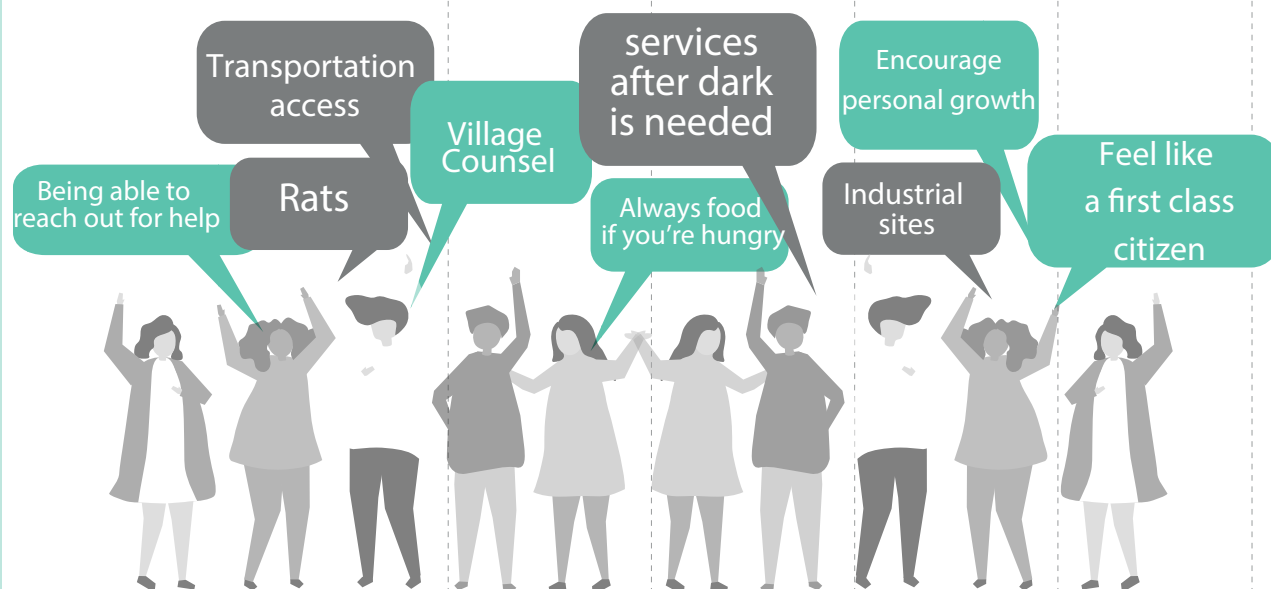 Transportation
access
Village
Counsel
services
after dark
is needed
Encourage
personal growth
Being able to
reach out for help
Rats
Always food
if you’re hungry
Industrial
sites
Feel like
a first class
citizen